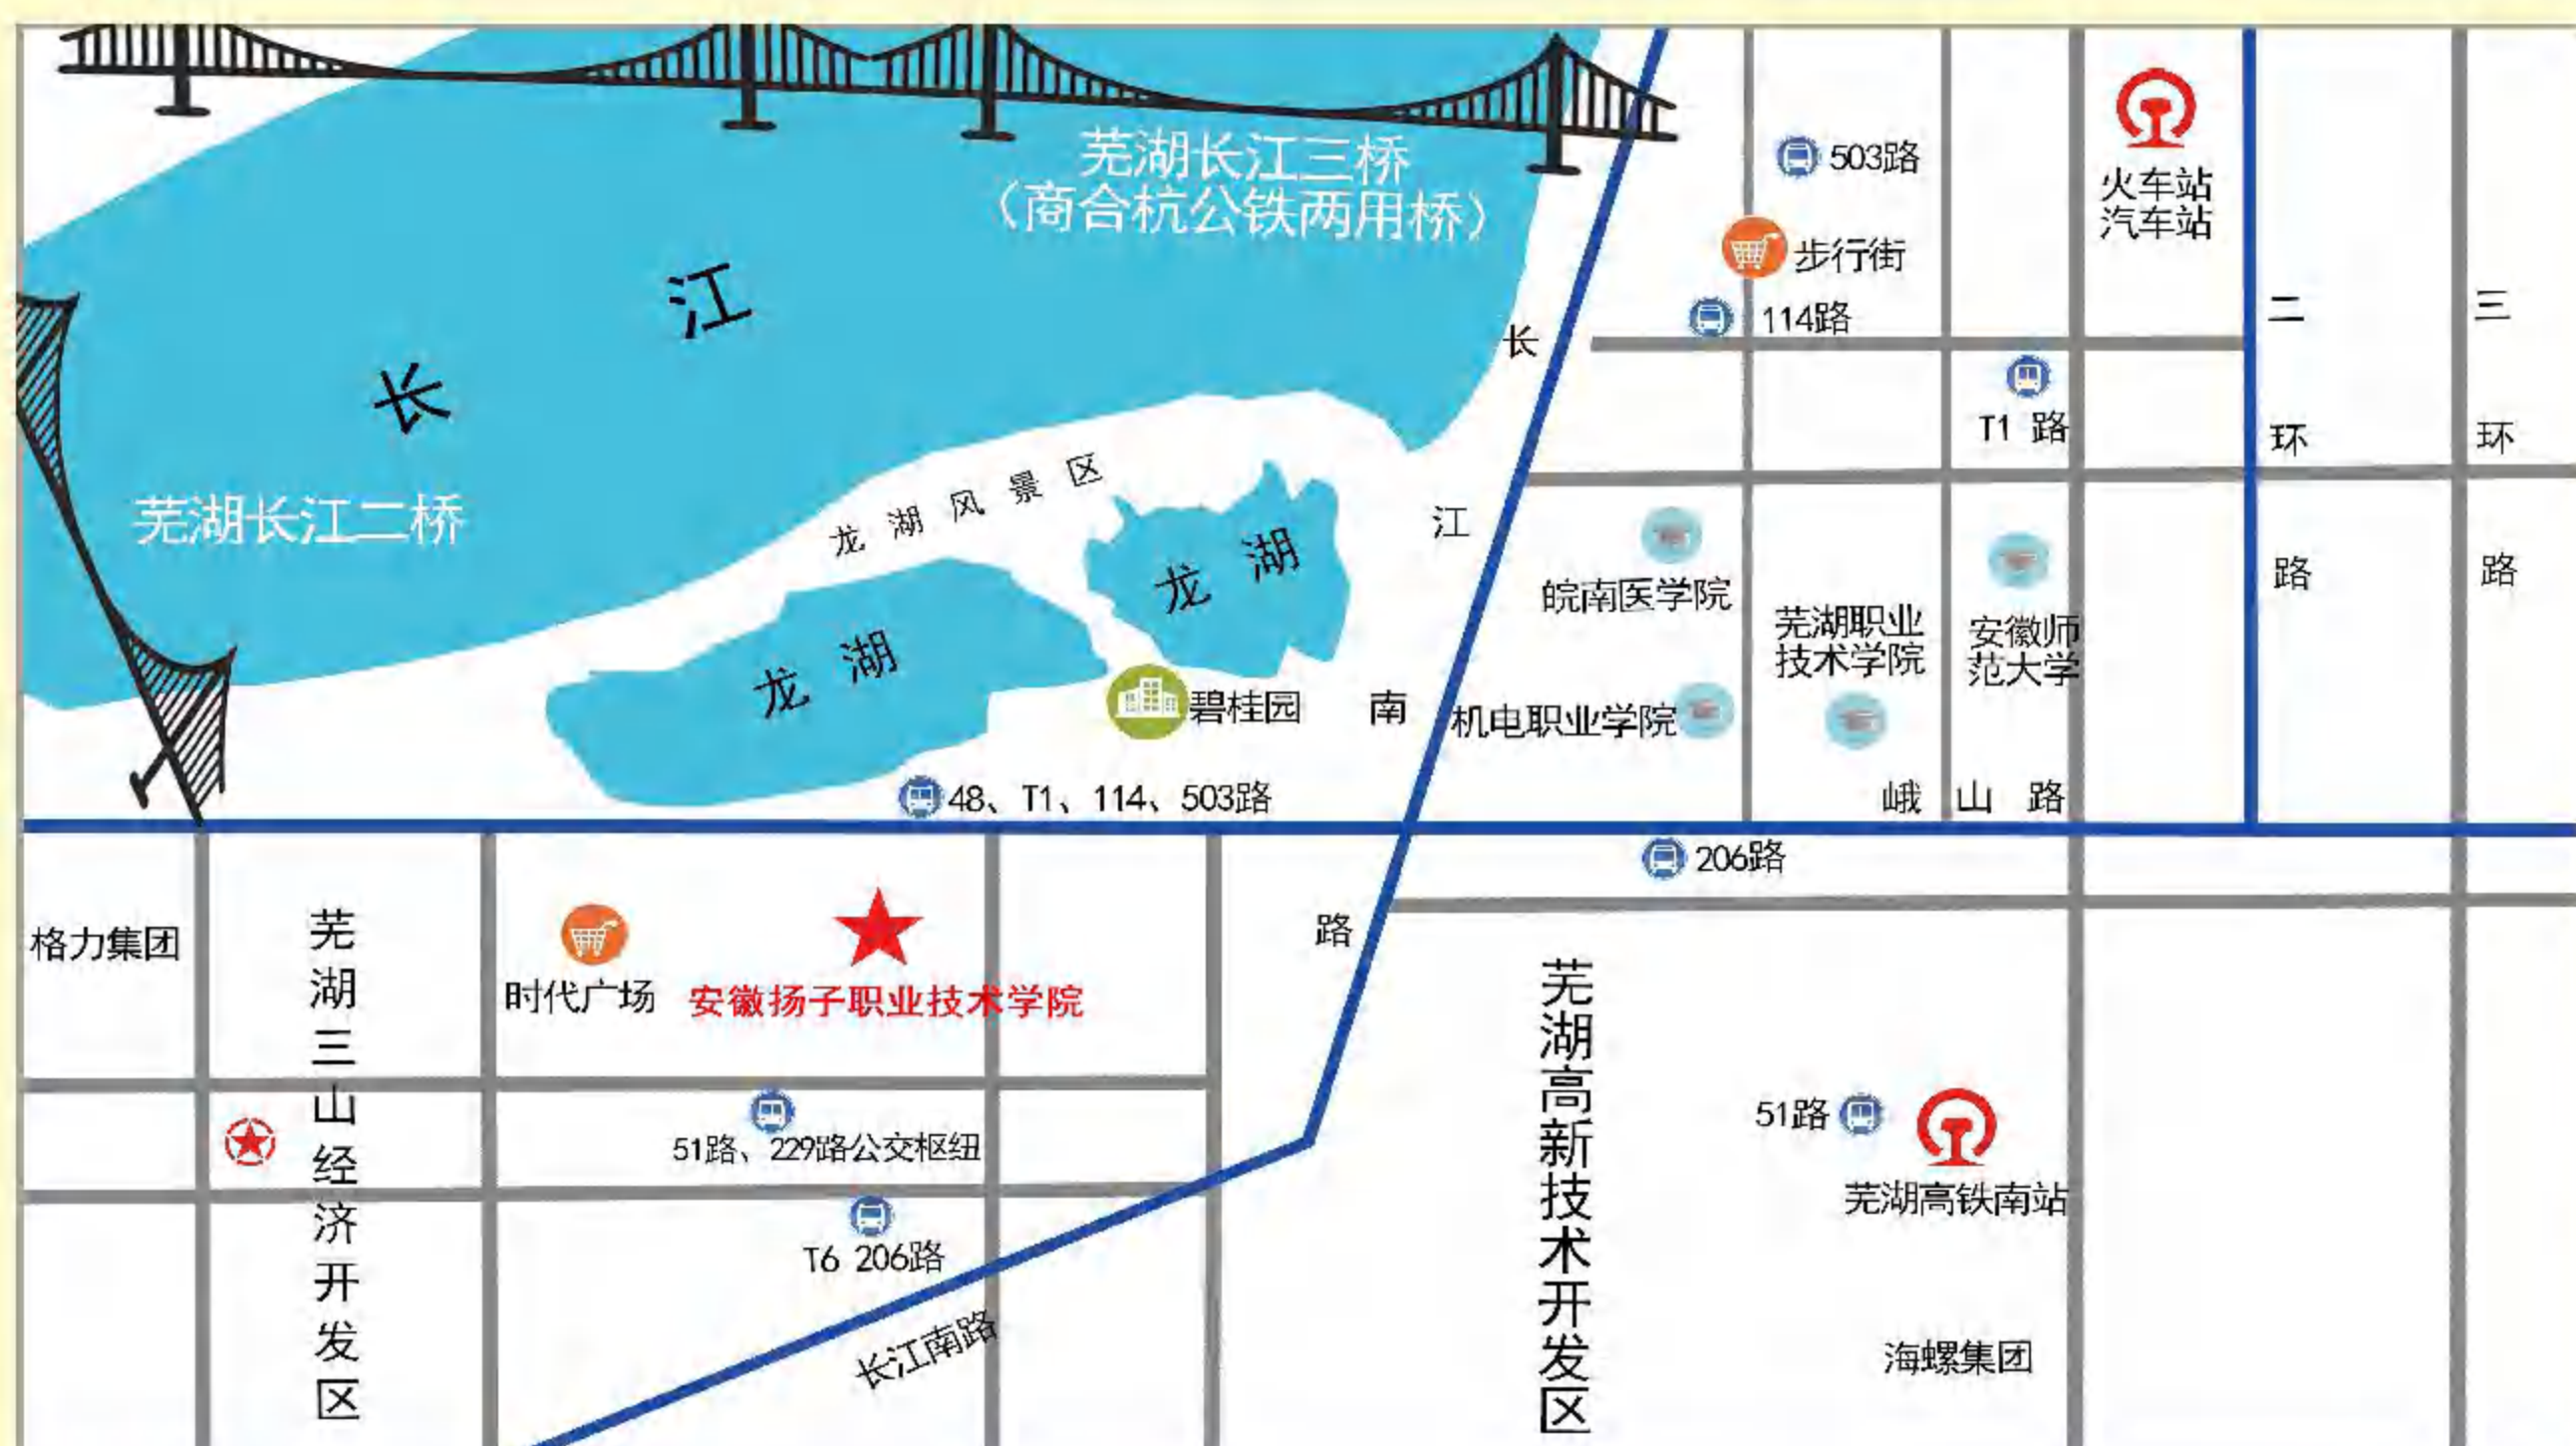 芜湖长江三桥
（商合杭公铁两用桥）
503路
火车站
汽车站
步行街
114路
长江
芜湖长江二桥
龙湖风景区
龙湖
龙湖
T1 路
二环路
三环路
长江南路
皖南医学院
芜湖职业
技术学院
安徽师
范大学
机电职业学院
碧桂园
48、T1、114、503路
峨山路
206路
格力集团
芜湖三山经济开发区
时代广场
安徽扬子职业技术学院
芜湖高新技术开发区
51路、229路公交枢纽
51路
芜湖高铁南站
T6 206路
长江南路
海螺集团